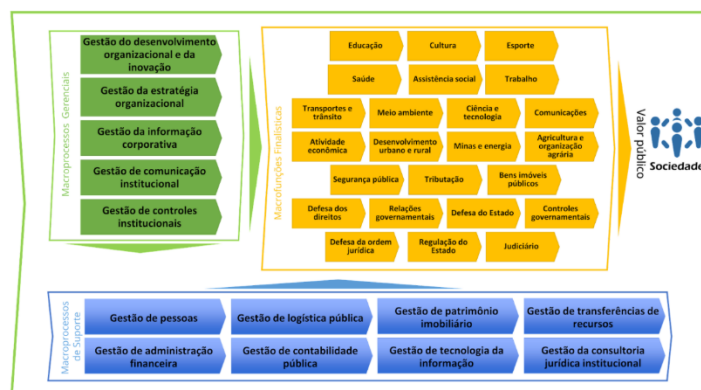 Macroprocessos Gerenciais
Gestão do desenvolvimento
organizacional e da
inovação
Gestão da estratégia
organizacional
Gestão da informação
corporativa
Gestão de comunicação
institucional
Gestão de controles
institucionais
Macrofunções Finalísticas
Educação
Cultura
Esporte
Saúde
Assistência social
Trabalho
Transportes e
trânsito
Meio ambiente
Ciência e
tecnologia
Comunicações
Atividade
econômica
Desenvolvimento
urbano e rural
Minas e energia
Agricultura e
organização
agrária
Segurança pública
Tributação
Bens imóveis
públicos
Defesa dos
direitos
Relações
governamentais
Defesa do Estado
Controles
governamentais
Defesa da ordem
jurídica
Regulação do
Estado
Judiciário
Valor público
Sociedade
Macroprocessos
de Suporte
Gestão de pessoas
Gestão de logística pública
Gestão de patrimônio
imobiliário
Gestão de transferências de
recursos
Gestão de administração
financeira
Gestão de contabilidade
pública
Gestão de tecnologia da
informação
Gestão da consultoria
jurídica institucional